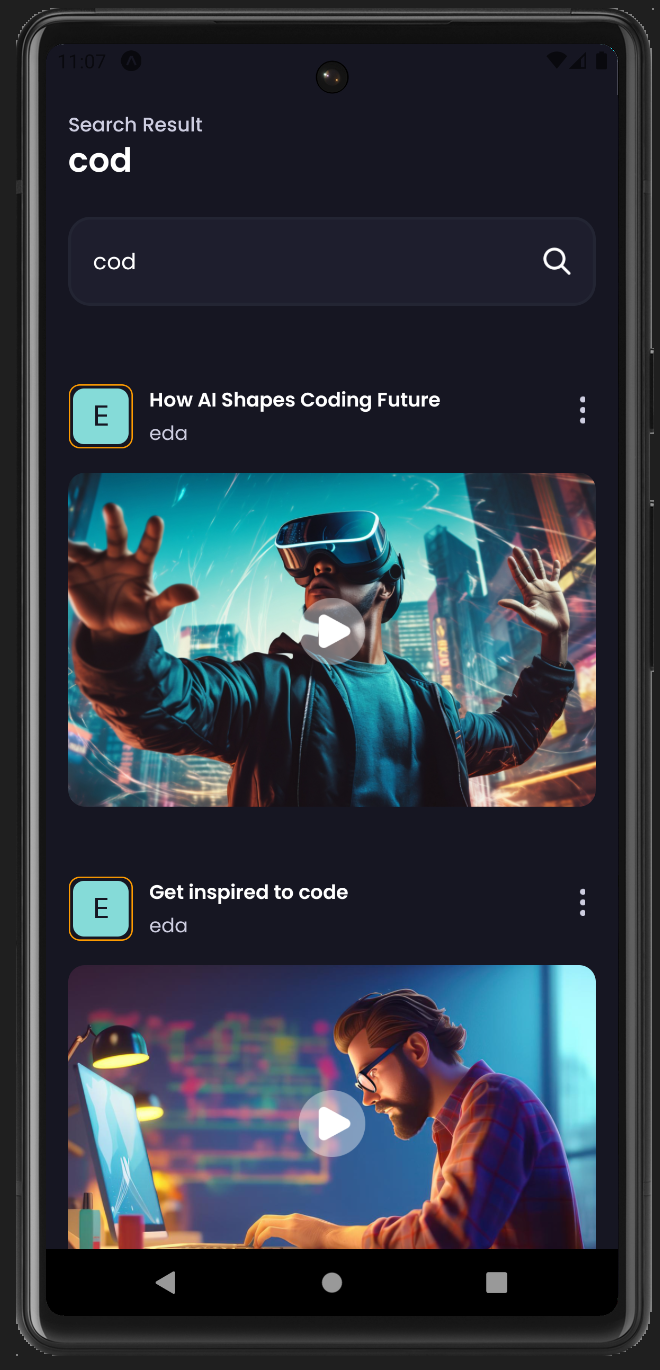 11:07
Search Result
cod
cod
E
How AI Shapes Coding Future
eda
E
Get inspired to code
eda